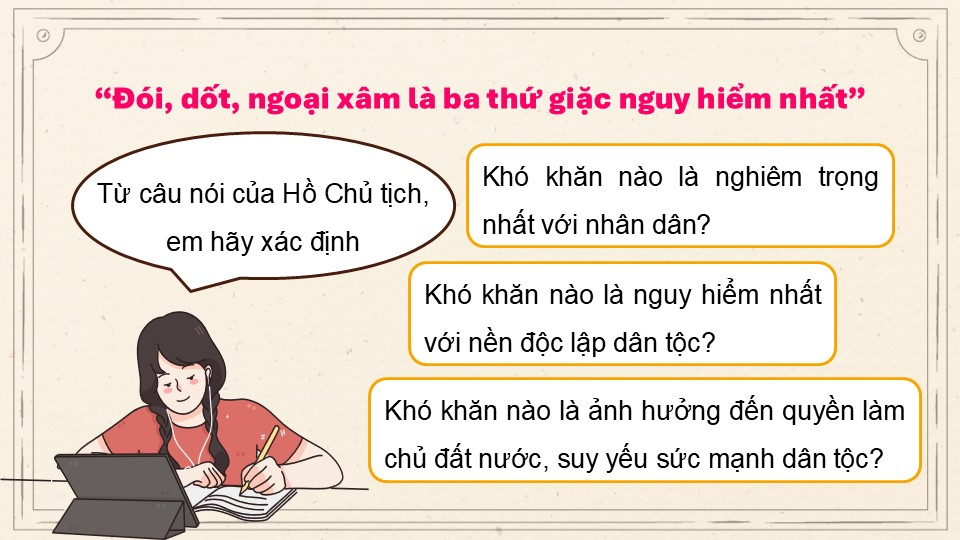 “Đói, dốt, ngoại xâm là ba thứ giặc nguy hiểm nhất”
Từ câu nói của Hồ Chủ tịch,
em hãy xác định
Khó khăn nào là nghiêm trọng
nhất với nhân dân?
Khó khăn nào là nguy hiểm nhất
với nền độc lập dân tộc?
Khó khăn nào là ảnh hưởng đến quyền làm
chủ đất nước, suy yếu sức mạnh dân tộc?